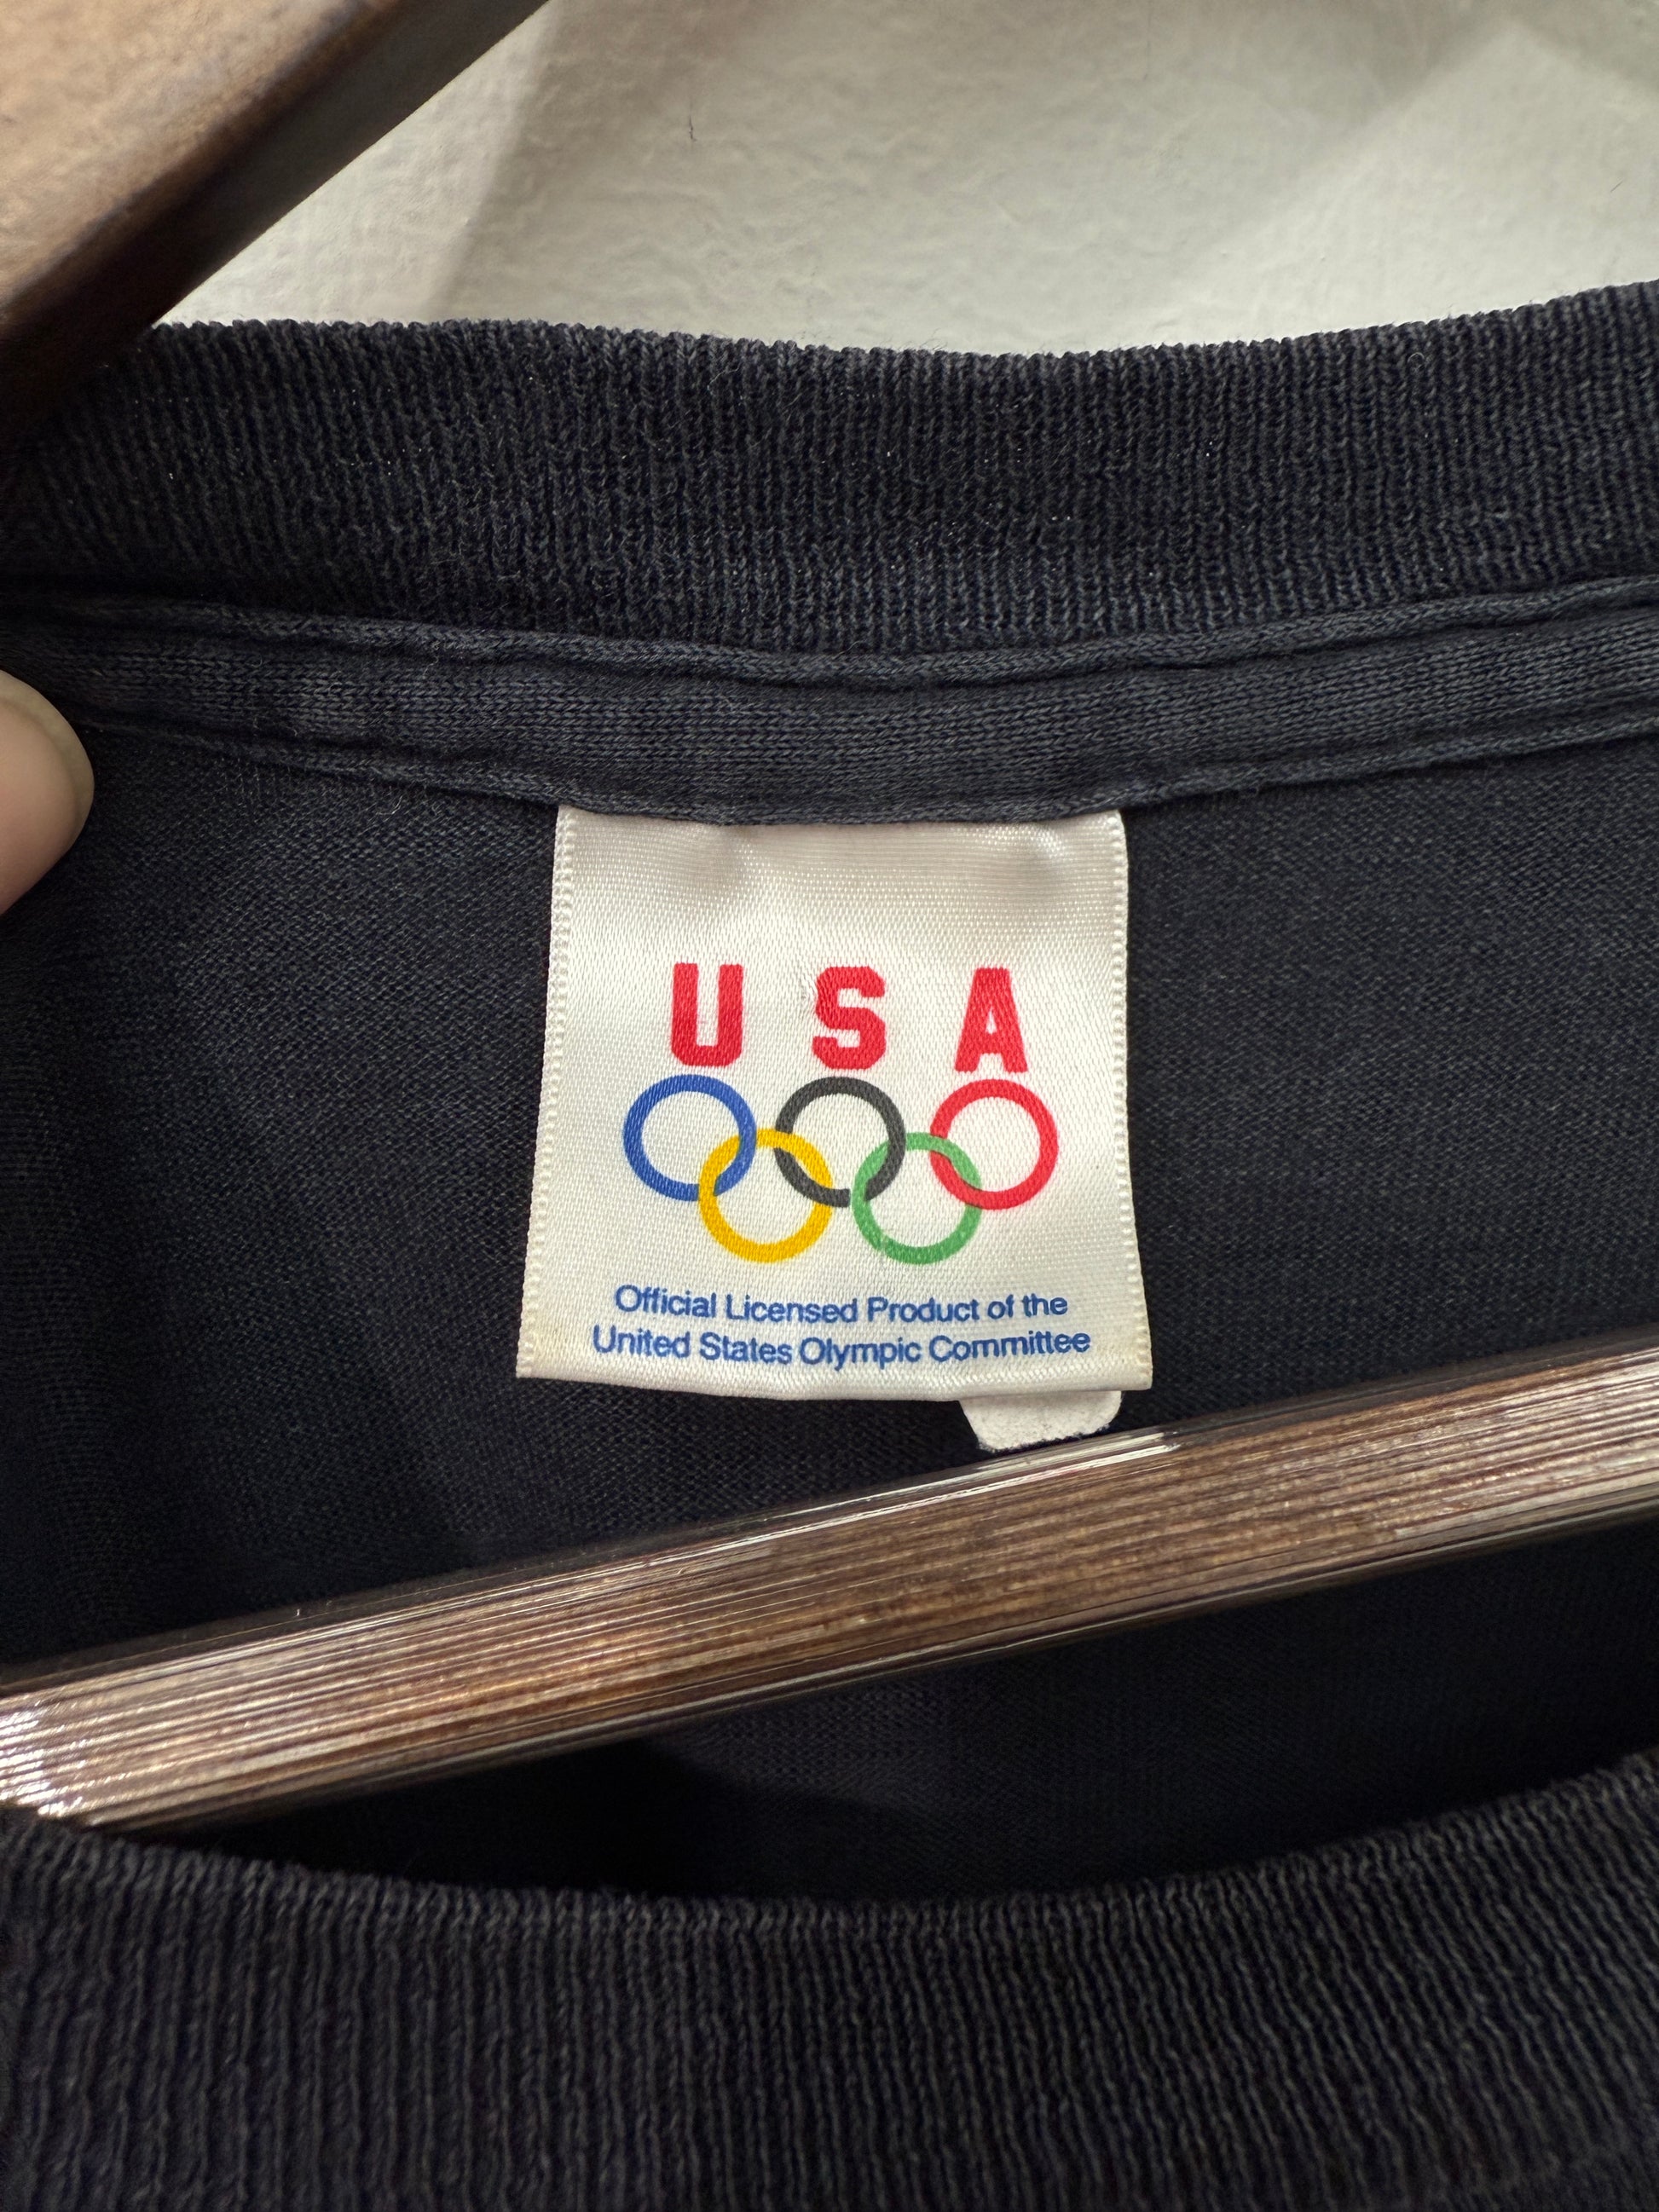 USA
Official Licensed Product of the
United States Olympic Committee